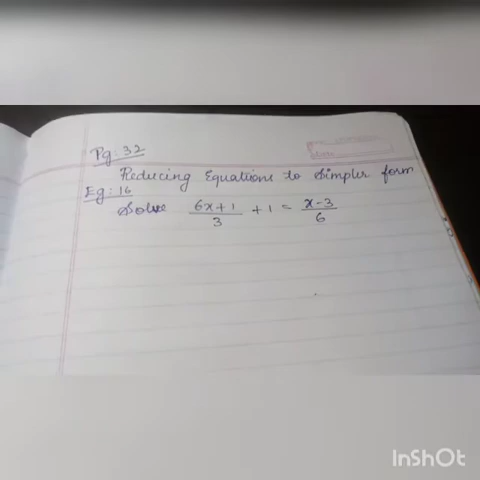 Pg: 32
Reducing Equations to Simpler form
Eg: 16
Solve 6x+1/3 + 1 = x-3/6
InShOt